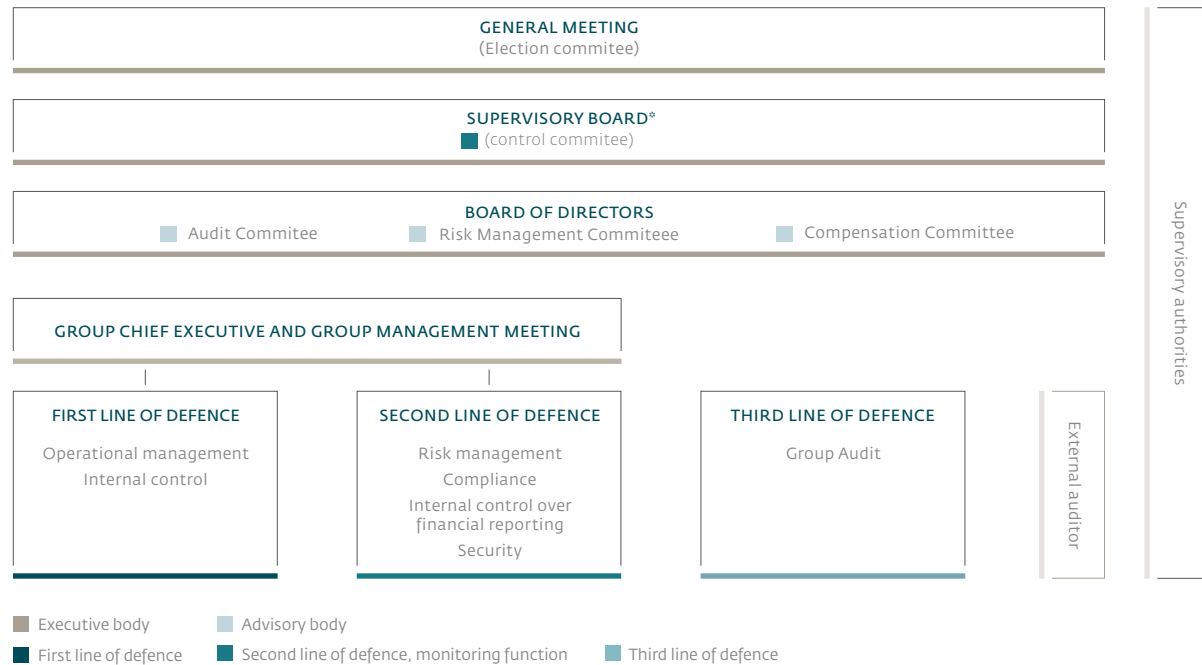 GENERAL MEETING
(Election commitee)
SUPERVISORY BOARD*
(control commitee)
BOARD OF DIRECTORS
Audit Commitee
Risk Management Commiteee
Compensation Committee
GROUP CHIEF EXECUTIVE AND GROUP MANAGEMENT MEETING
FIRST LINE OF DEFENCE
Operational management
Internal control
SECOND LINE OF DEFENCE
Risk management
Compliance
Internal control over
financial reporting
Security
THIRD LINE OF DEFENCE
Group Audit
External auditor
Supervisory authorities
Executive body
Advisory body
First line of defence
Second line of defence, monitoring function
Third line of defence